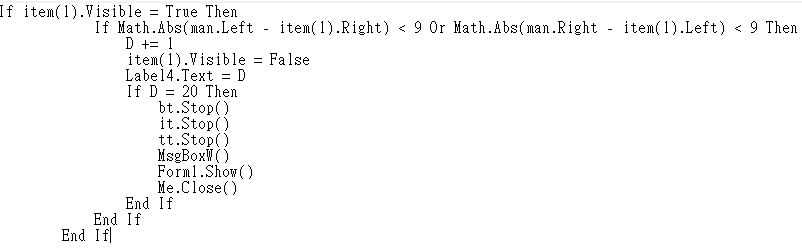 If item(1).Visible = True Then
If Math.Abs(man.Left - item(1).Right) < 9 Or Math.Abs(man.Right - item(1).Left) < 9 Then
D += 1
item(1).Visible = False
Label4.Text = D
If D = 20 Then
bt.Stop()
it.Stop()
tt.Stop()
MsgBoxW()
Form1.Show()
Me.Close()
End If
End If
End If